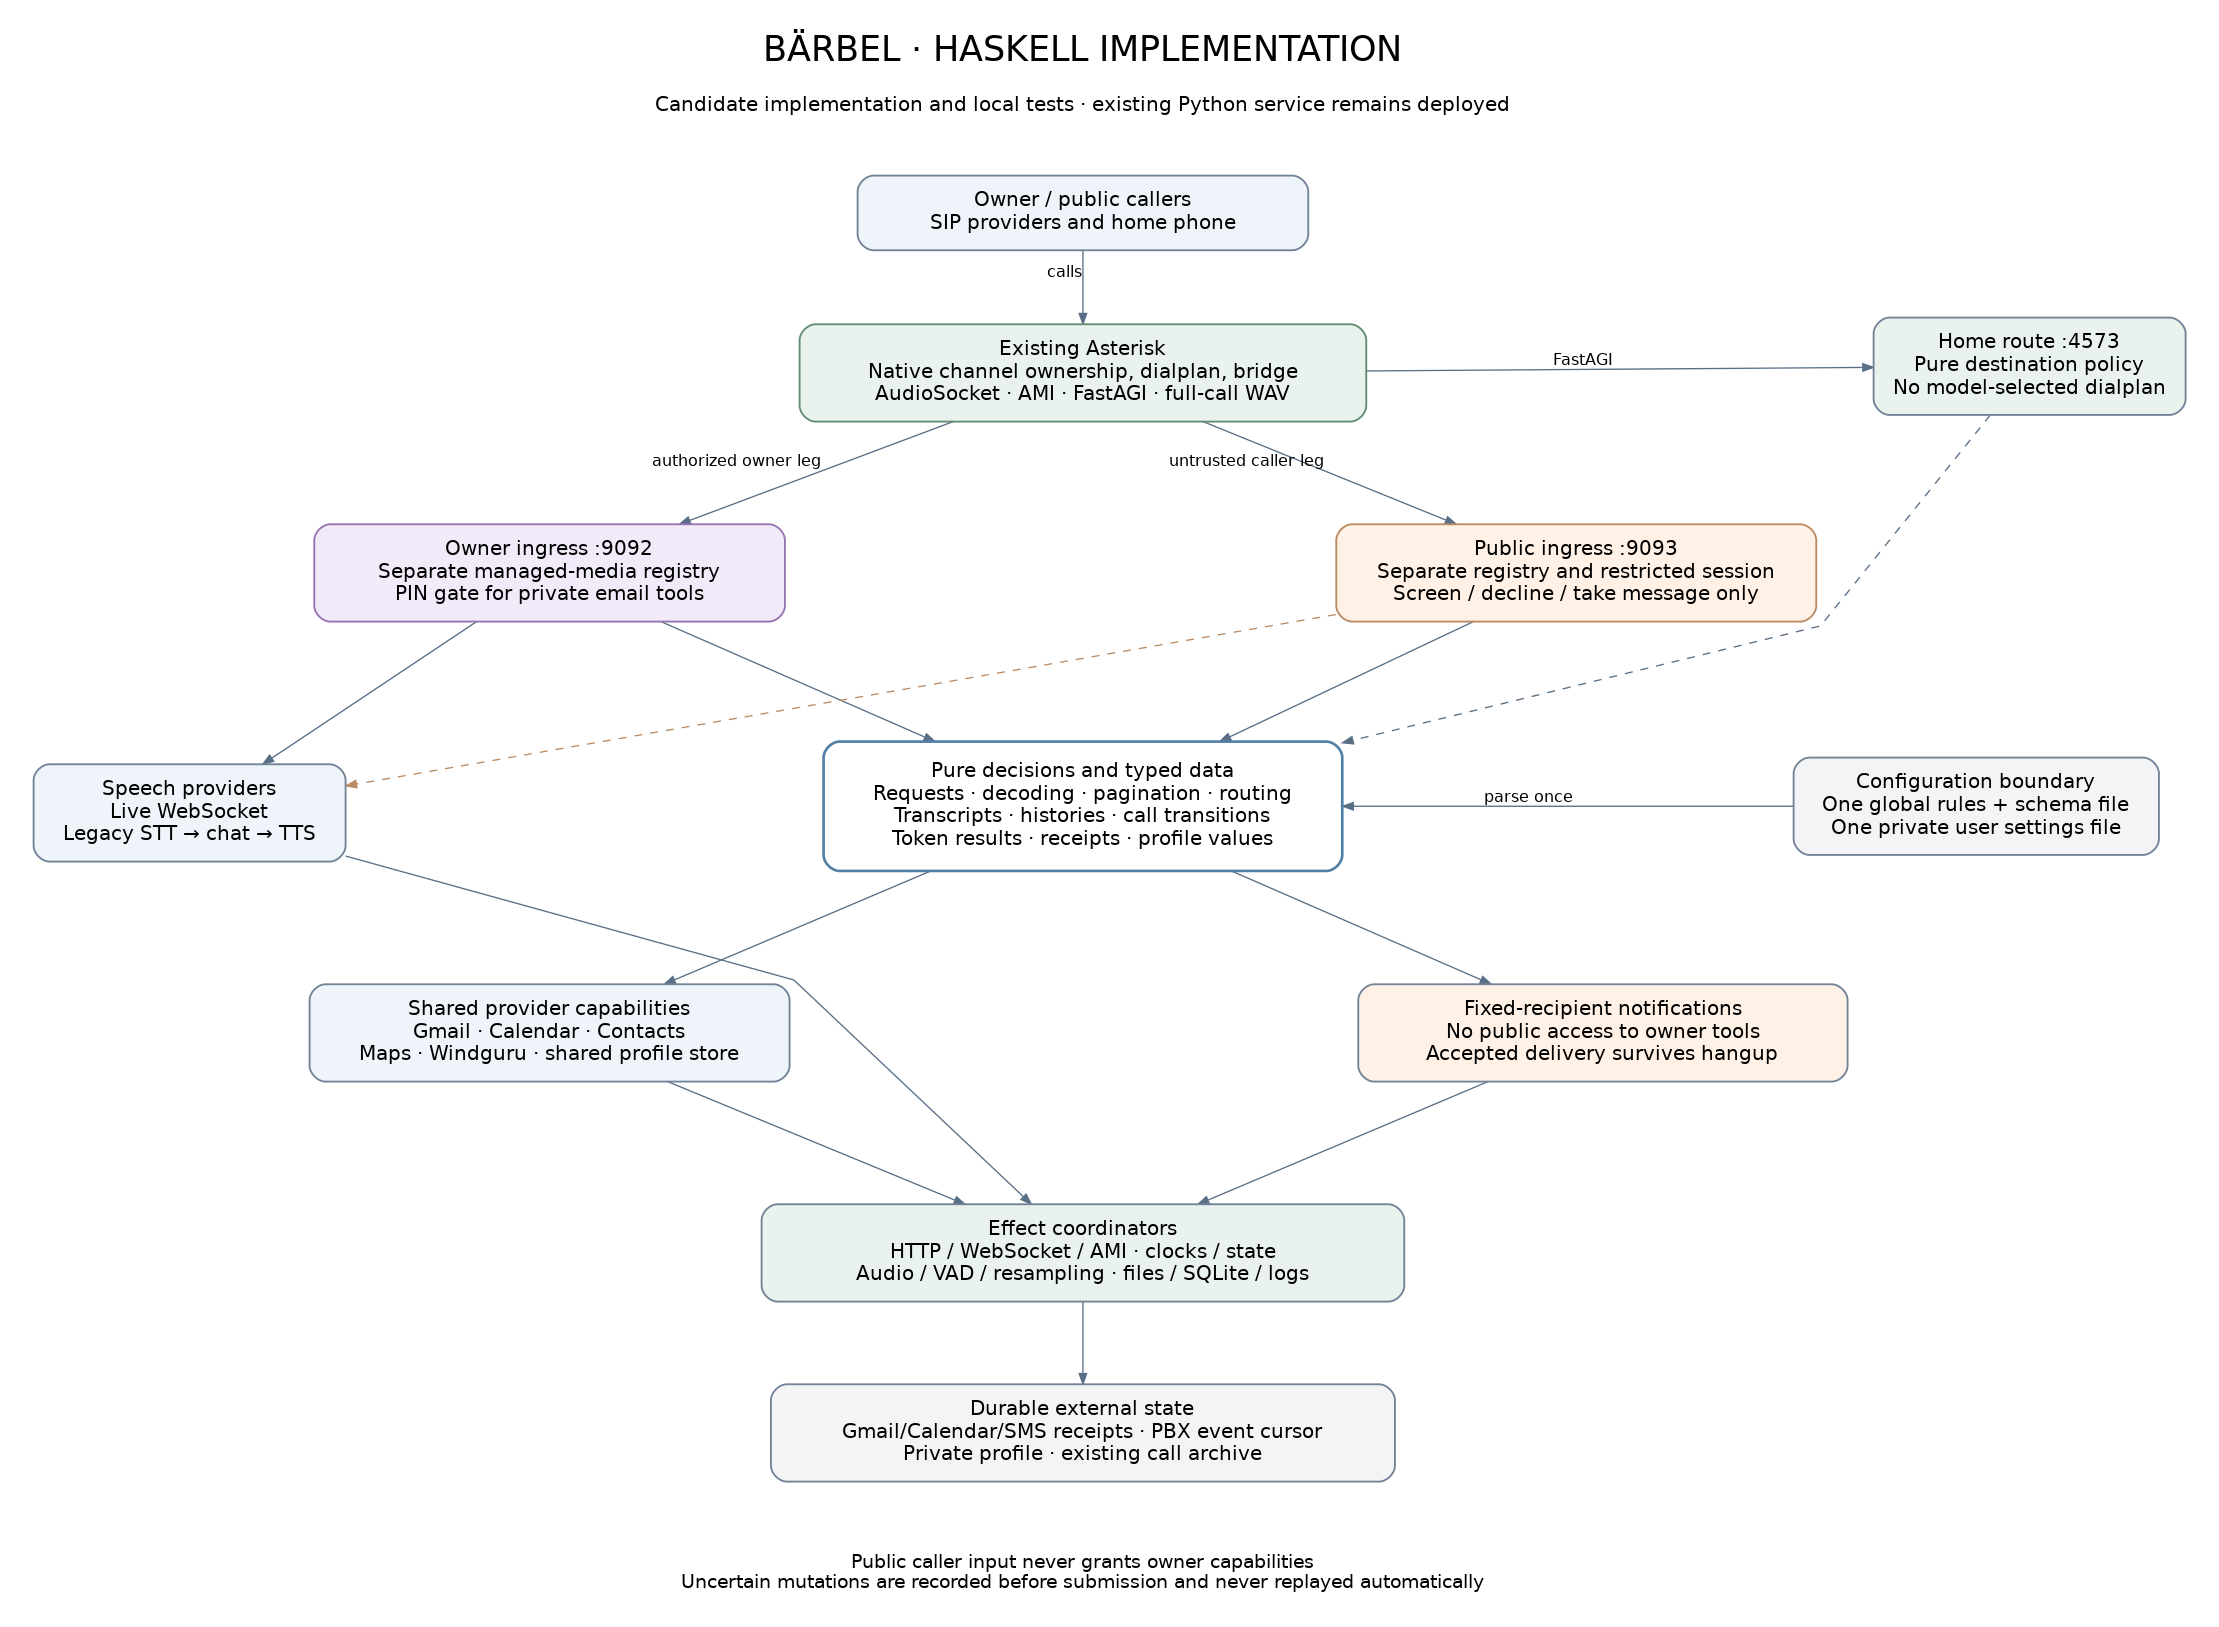 BÄRBEL · HASKELL IMPLEMENTATION
Candidate implementation and local tests · existing Python service remains deployed
Owner / public callers
SIP providers and home phone
calls
Existing Asterisk
Native channel ownership, dialplan, bridge
AudioSocket · AMI · FastAGI · full-call WAV
FastAGI
Home route :4573
Pure destination policy
No model-selected dialplan
authorized owner leg
untrusted caller leg
Owner ingress :9092
Separate managed-media registry
PIN gate for private email tools
Public ingress :9093
Separate registry and restricted session
Screen / decline / take message only
Speech providers
Live WebSocket
Legacy STT → chat → TTS
Pure decisions and typed data
Requests · decoding · pagination · routing
Transcripts · histories · call transitions
Token results · receipts · profile values
parse once
Configuration boundary
One global rules + schema file
One private user settings file
Shared provider capabilities
Gmail · Calendar · Contacts
Maps · Windguru · shared profile store
Fixed-recipient notifications
No public access to owner tools
Accepted delivery survives hangup
Effect coordinators
HTTP / WebSocket / AMI · clocks / state
Audio / VAD / resampling · files / SQLite / logs
Durable external state
Gmail/Calendar/SMS receipts · PBX event cursor
Private profile · existing call archive
Public caller input never grants owner capabilities
Uncertain mutations are recorded before submission and never replayed automatically